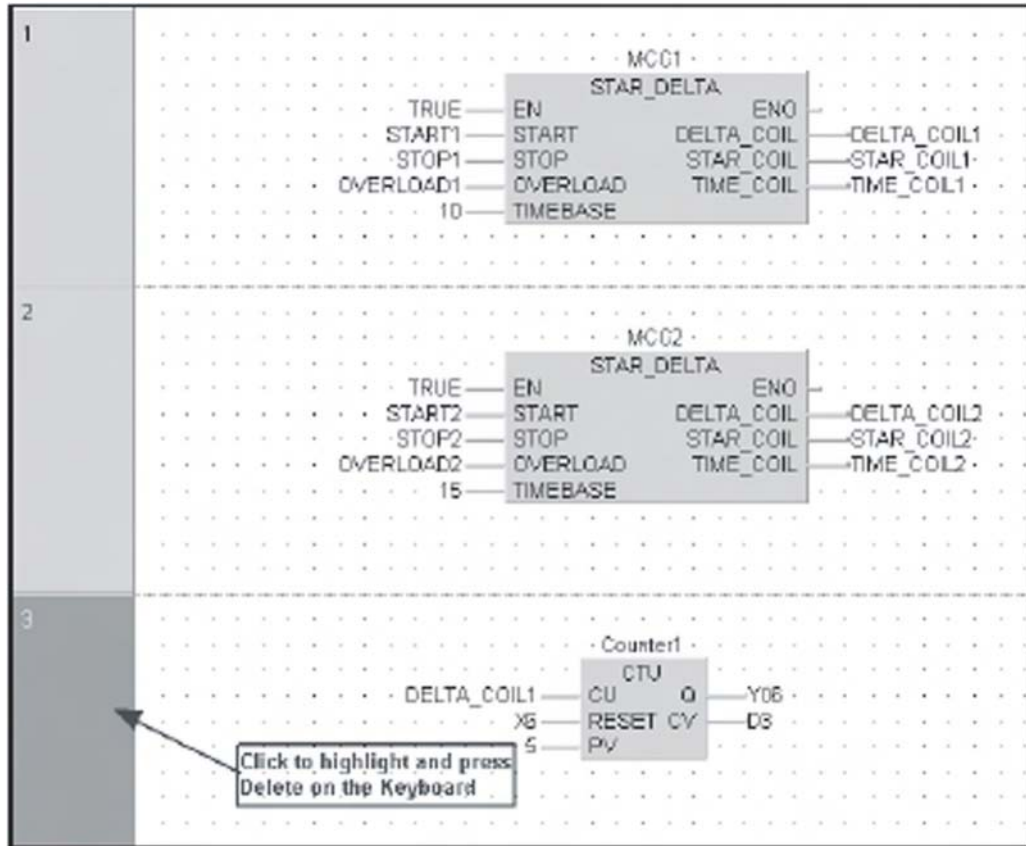 1
MCC1
STAR_DELTA
TRUE EN ENO
START1 START DELTA_COIL DELTA_COIL1
STOP1 STOP STAR_COIL STAR_COIL1
OVERLOAD1 OVERLOAD TIME_COIL TIME_COIL1
10 TIMEBASE
2
MCC2
STAR_DELTA
TRUE EN ENO
START2 START DELTA_COIL DELTA_COIL2
STOP2 STOP STAR_COIL STAR_COIL2
OVERLOAD2 OVERLOAD TIME_COIL TIME_COIL2
15 TIMEBASE
3
Counter1
CTU
DELTA_COIL1 CU Q Y06
X6 RESET CV D3
5 PV
Click to highlight and press
Delete on the Keyboard